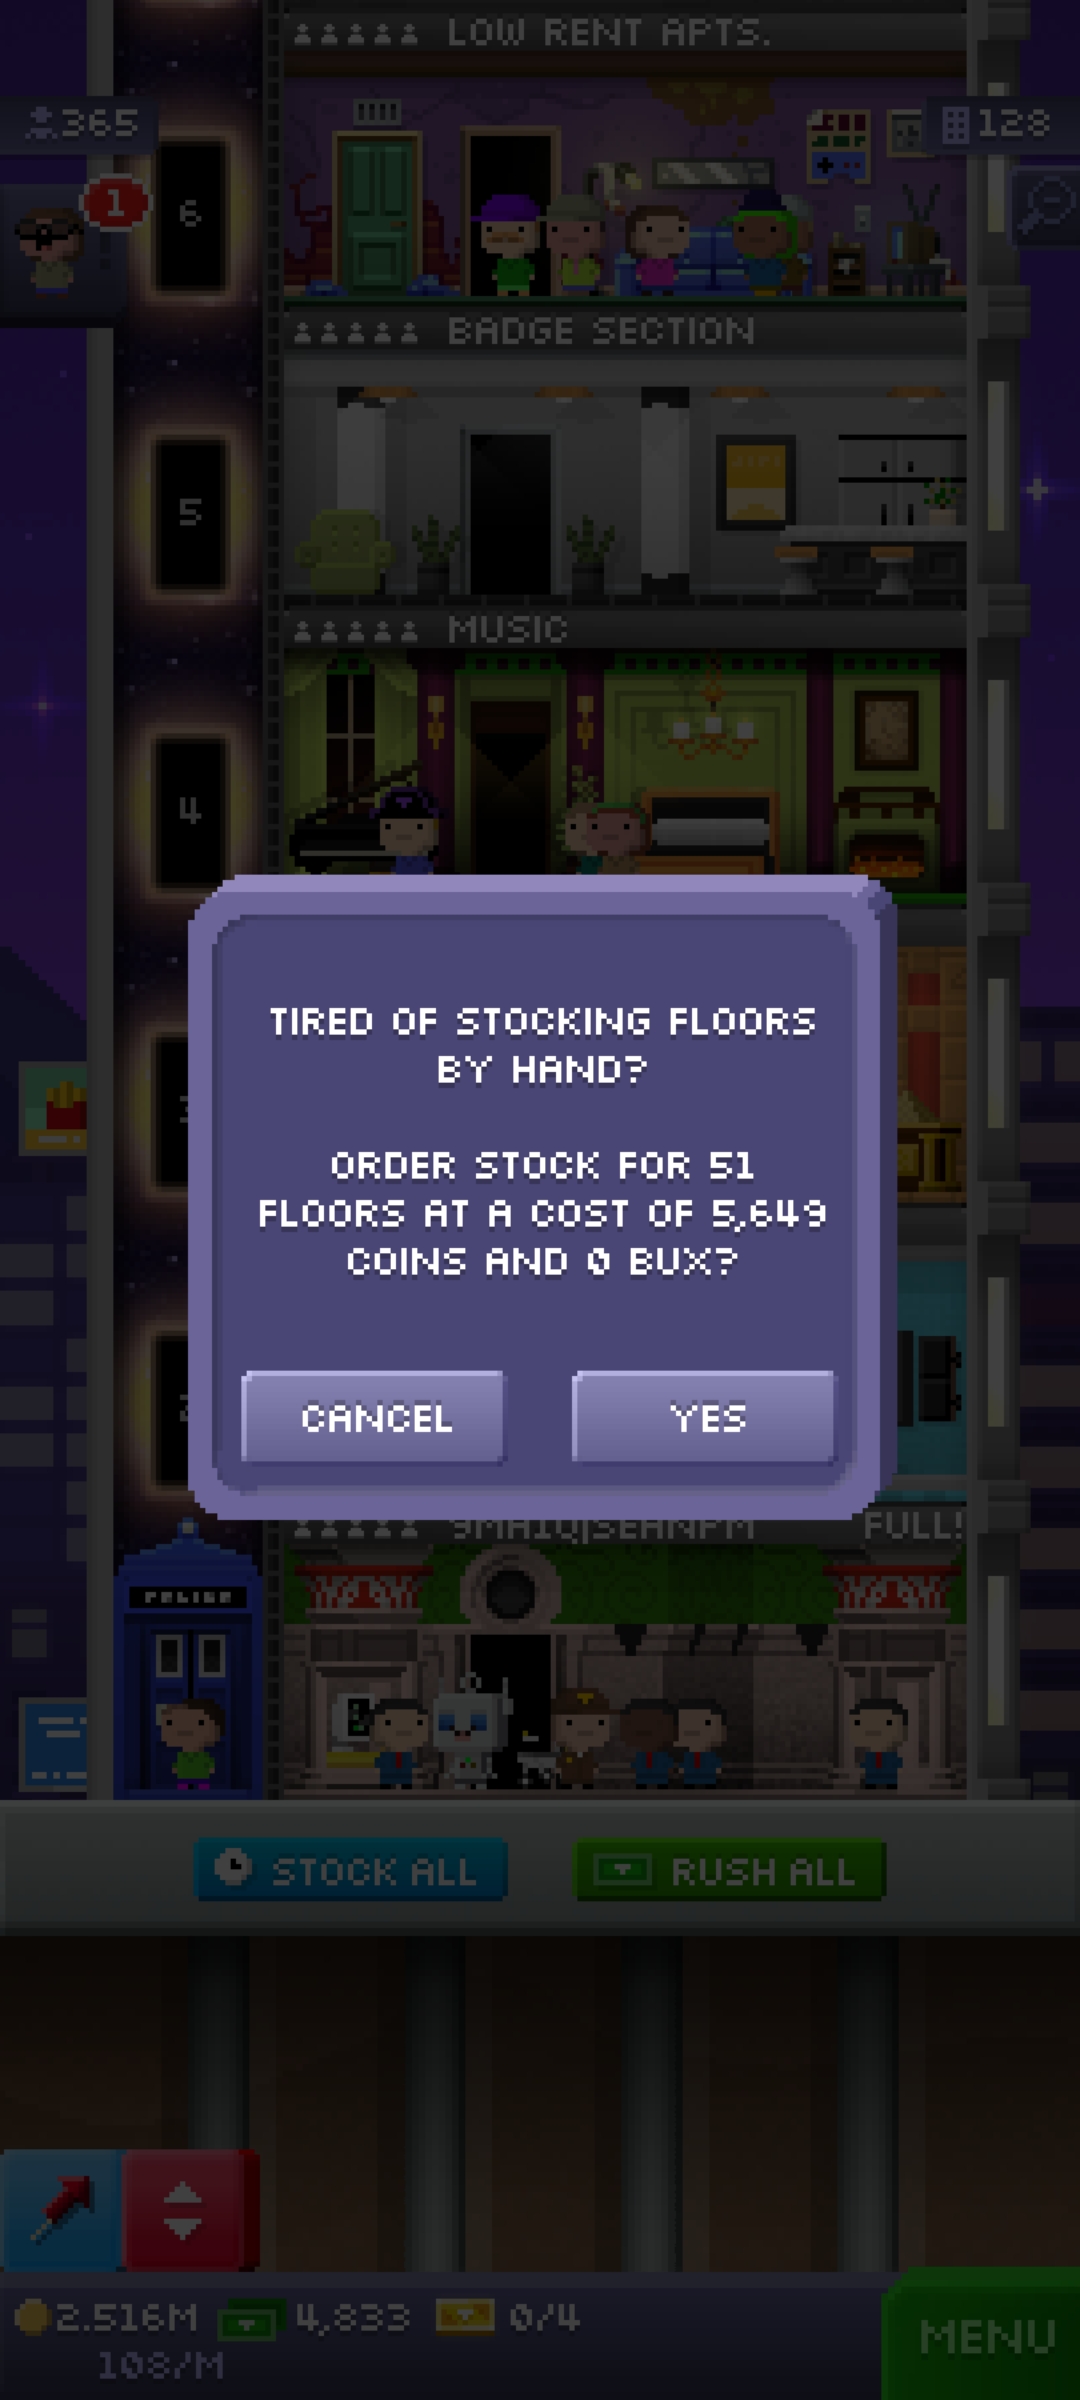 LOW RENT APTS.
365
128
1
6
BADGE SECTION
5
MUSIC
4
TIRED OF STOCKING FLOORS
BY HAND?
ORDER STOCK FOR 51
FLOORS AT A COST OF 5,649
COINS AND 0 BUX?
CANCEL
YES
FULL!
POLICE
STOCK ALL
RUSH ALL
2.516M
4,833
0/4
108/M
MENU